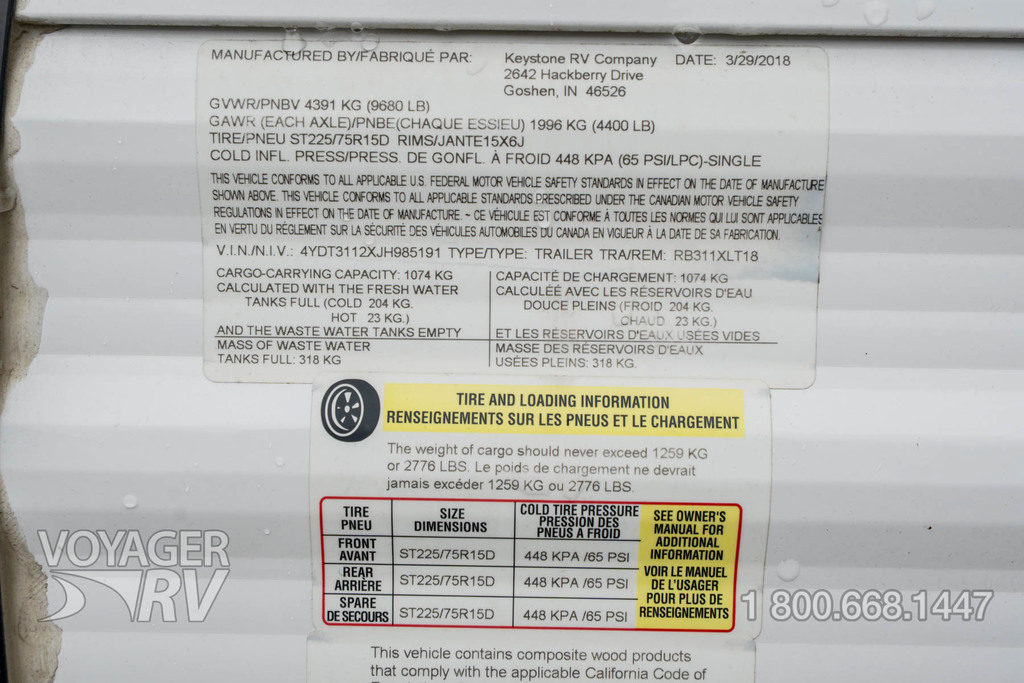 MANUFACTURED BY/FABRIQUÉ PAR: Keystone RV Company DATE: 3/29/2018
2642 Hackberry Drive
Goshen, IN 46526
GVWR/PNBV 4391 KG (9680 LB)
GAWR (EACH AXLE)/PNBE(CHAQUE ESSIEU) 1996 KG (4400 LB)
TIRE/PNEU ST225/75R15D RIMS/JANTE15X6J
COLD INFL. PRESS/PRESS. DE GONFL. À FROID 448 KPA (65 PSI/LPC)-SINGLE
THIS VEHICLE CONFORMS TO ALL APPLICABLE U.S. FEDERAL MOTOR VEHICLE SAFETY STANDARDS IN EFFECT ON THE DATE OF MANUFACTURE
SHOWN ABOVE. THIS VEHICLE CONFORMS TO ALL APPLICABLE STANDARDS PRESCRIBED UNDER THE CANADIAN MOTOR VEHICLE SAFETY
REGULATIONS IN EFFECT ON THE DATE OF MANUFACTURE. - CE VÉHICULE EST CONFORME À TOUTES LES NORMES QUI LUI SONT APPLICABLES
EN VERTU DU RÉGLEMENT SUR LA SÉCURITÉ DES VÉHICULES AUTOMOBILES DU CANADA EN VIGUEUR À LA DATE DE SA FABRICATION.
V.I.N./N.I.V.: 4YDT3112XJH985191 TYPE/TYPE: TRAILER TRA/REM: RB311XLT18
CARGO-CARRYING CAPACITY: 1074 KG
CALCULATED WITH THE FRESH WATER
TANKS FULL (COLD 204 KG.
HOT 23 KG.)
AND THE WASTE WATER TANKS EMPTY
MASS OF WASTE WATER
TANKS FULL: 318 KG
CAPACITÉ DE CHARGEMENT: 1074 KG
CALCULÉE AVEC LES RÉSERVOIRS D'EAU
DOUCE PLEINS (FROID 204 KG.
CHAUD 23 KG.)
ET LES RÉSERVOIRS D'EAUX USÉES VIDES
MASSE DES RÉSERVOIRS D'EAUX
USÉES PLEINS: 318 KG.
TIRE AND LOADING INFORMATION
RENSEIGNEMENTS SUR LES PNEUS ET LE CHARGEMENT
The weight of cargo should never exceed 1259 KG
or 2776 LBS. Le poids de chargement ne devrait
jamais excéder 1259 KG ou 2776 LBS.
TIRE
PNEU
SIZE
DIMENSIONS
COLD TIRE PRESSURE
PRESSION DES
PNEUS A FROID
FRONT
AVANT
ST225/75R15D
448 KPA /65 PSI
REAR
ARRIÈRE
ST225/75R15D
448 KPA /65 PSI
SPARE
DE SECOURS
ST225/75R15D
448 KPA /65 PSI
SEE OWNER'S
MANUAL FOR
ADDITIONAL
INFORMATION
VOIR LE MANUEL
DE L'USAGER
POUR PLUS DE
RENSEIGNEMENTS
VOYAGER
RV
1 800.668.1447
This vehicle contains composite wood products
that comply with the applicable California Code of